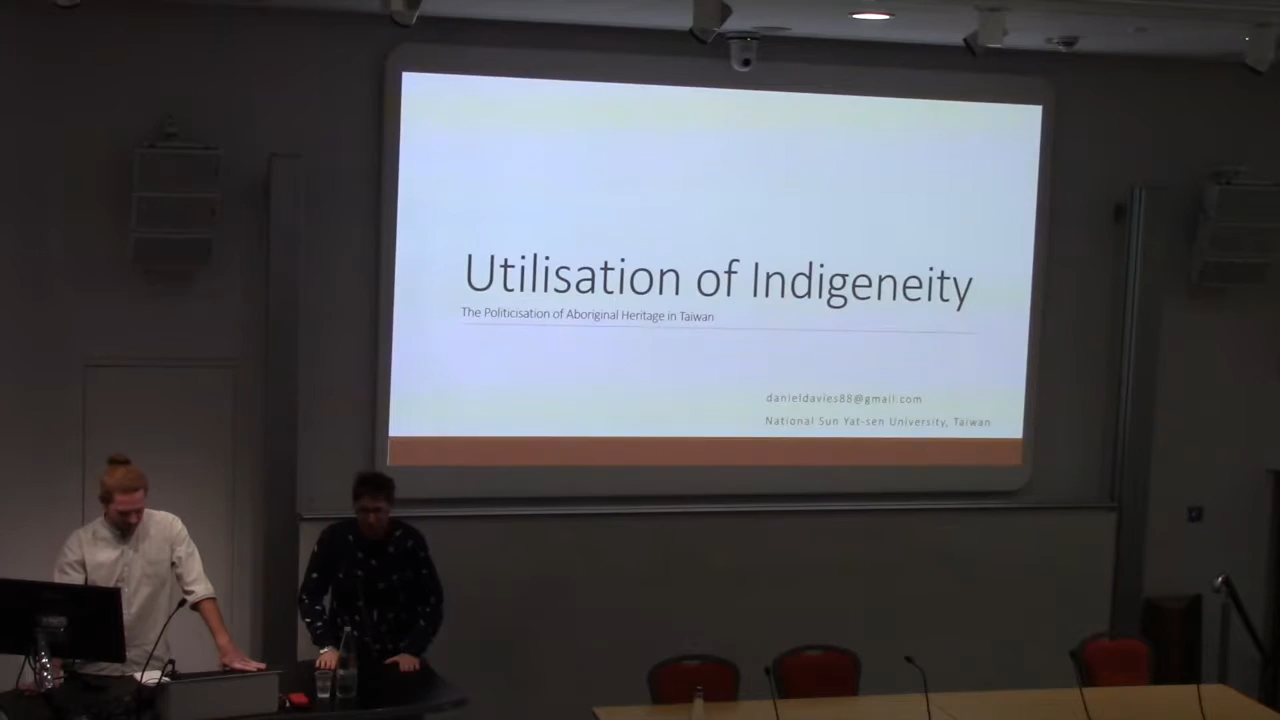 Utilisation of Indigeneity
The Politicisation of Aboriginal Heritage in Taiwan
danieldavies88@gmail.com
National Sun Yat-sen University, Taiwan